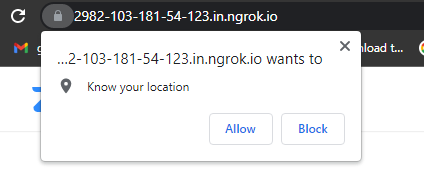 2982-103-181-54-123.in.ngrok.io
...2-103-181-54-123.in.ngrok.io wants to
Know your location
Allow
Block
nload t...